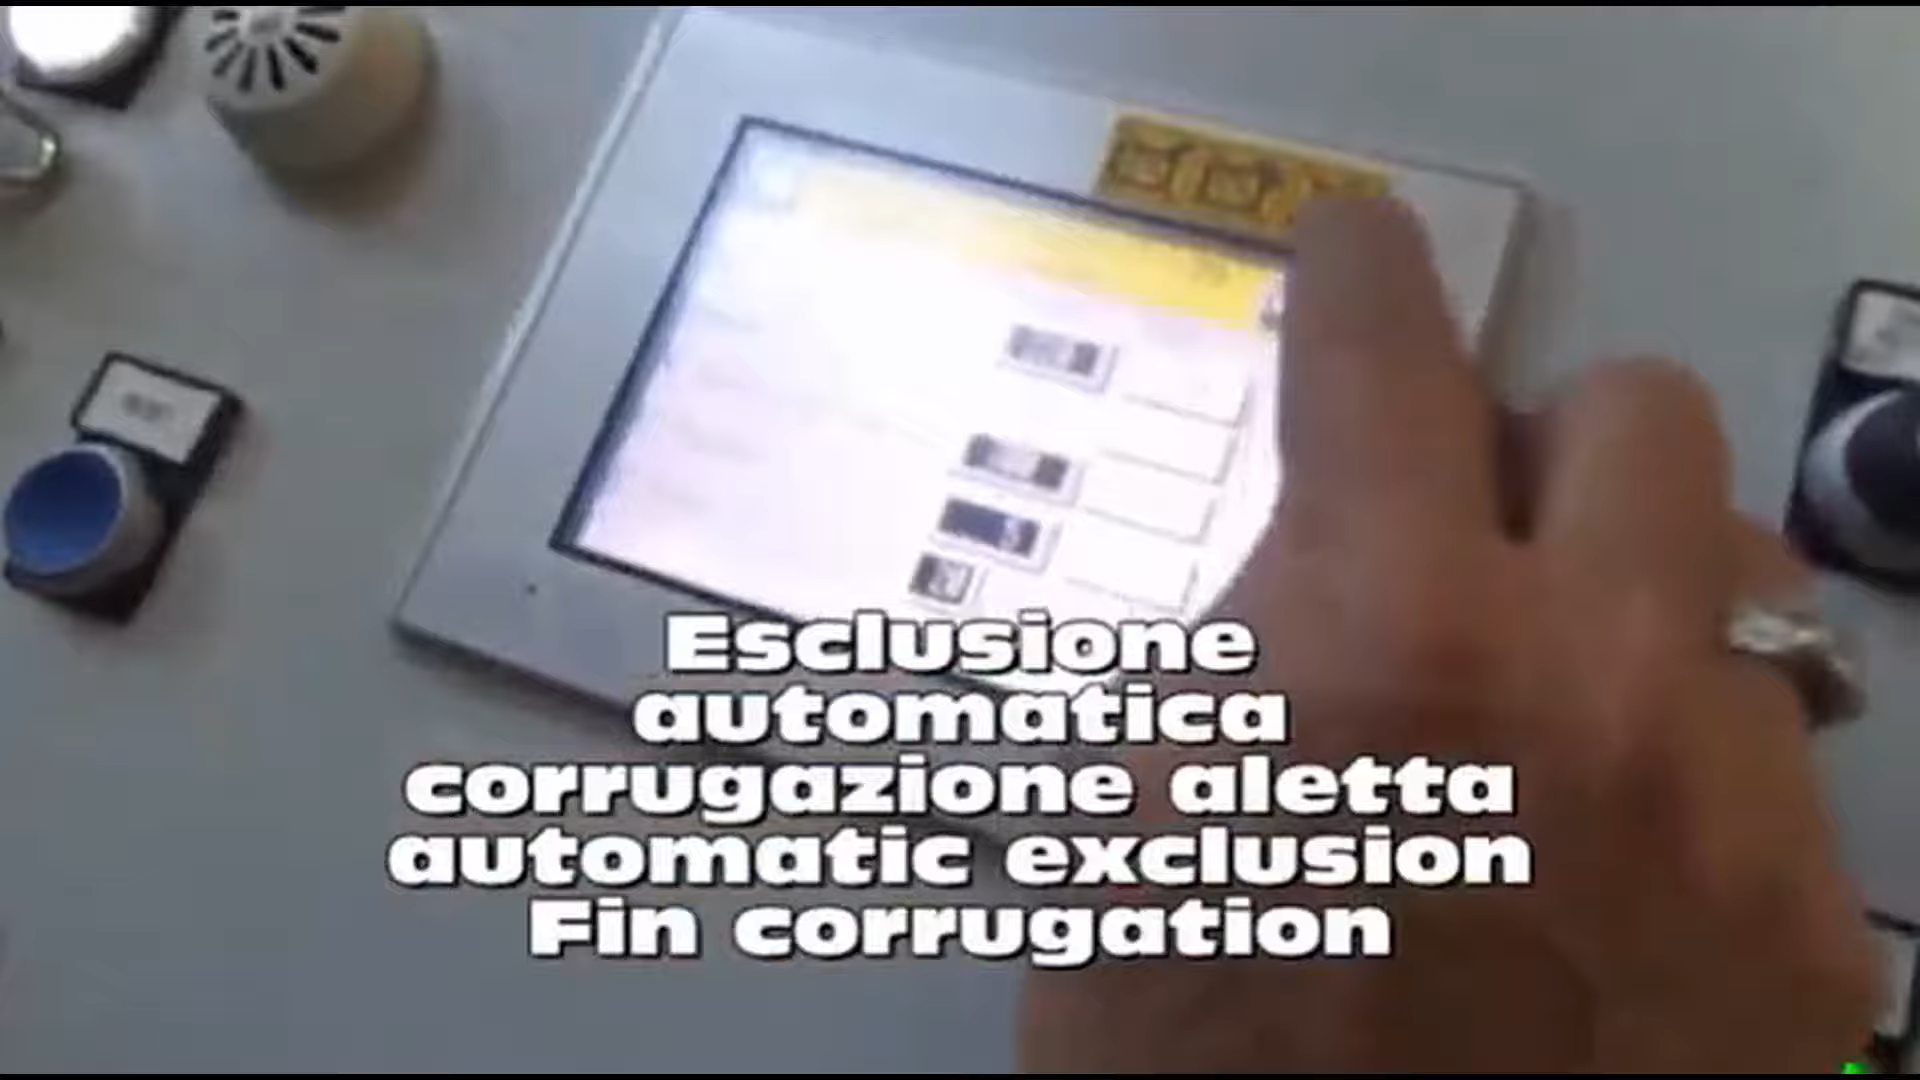 Esclusione
automatica
corrugazione aletta
automatic exclusion
Fin corrugation